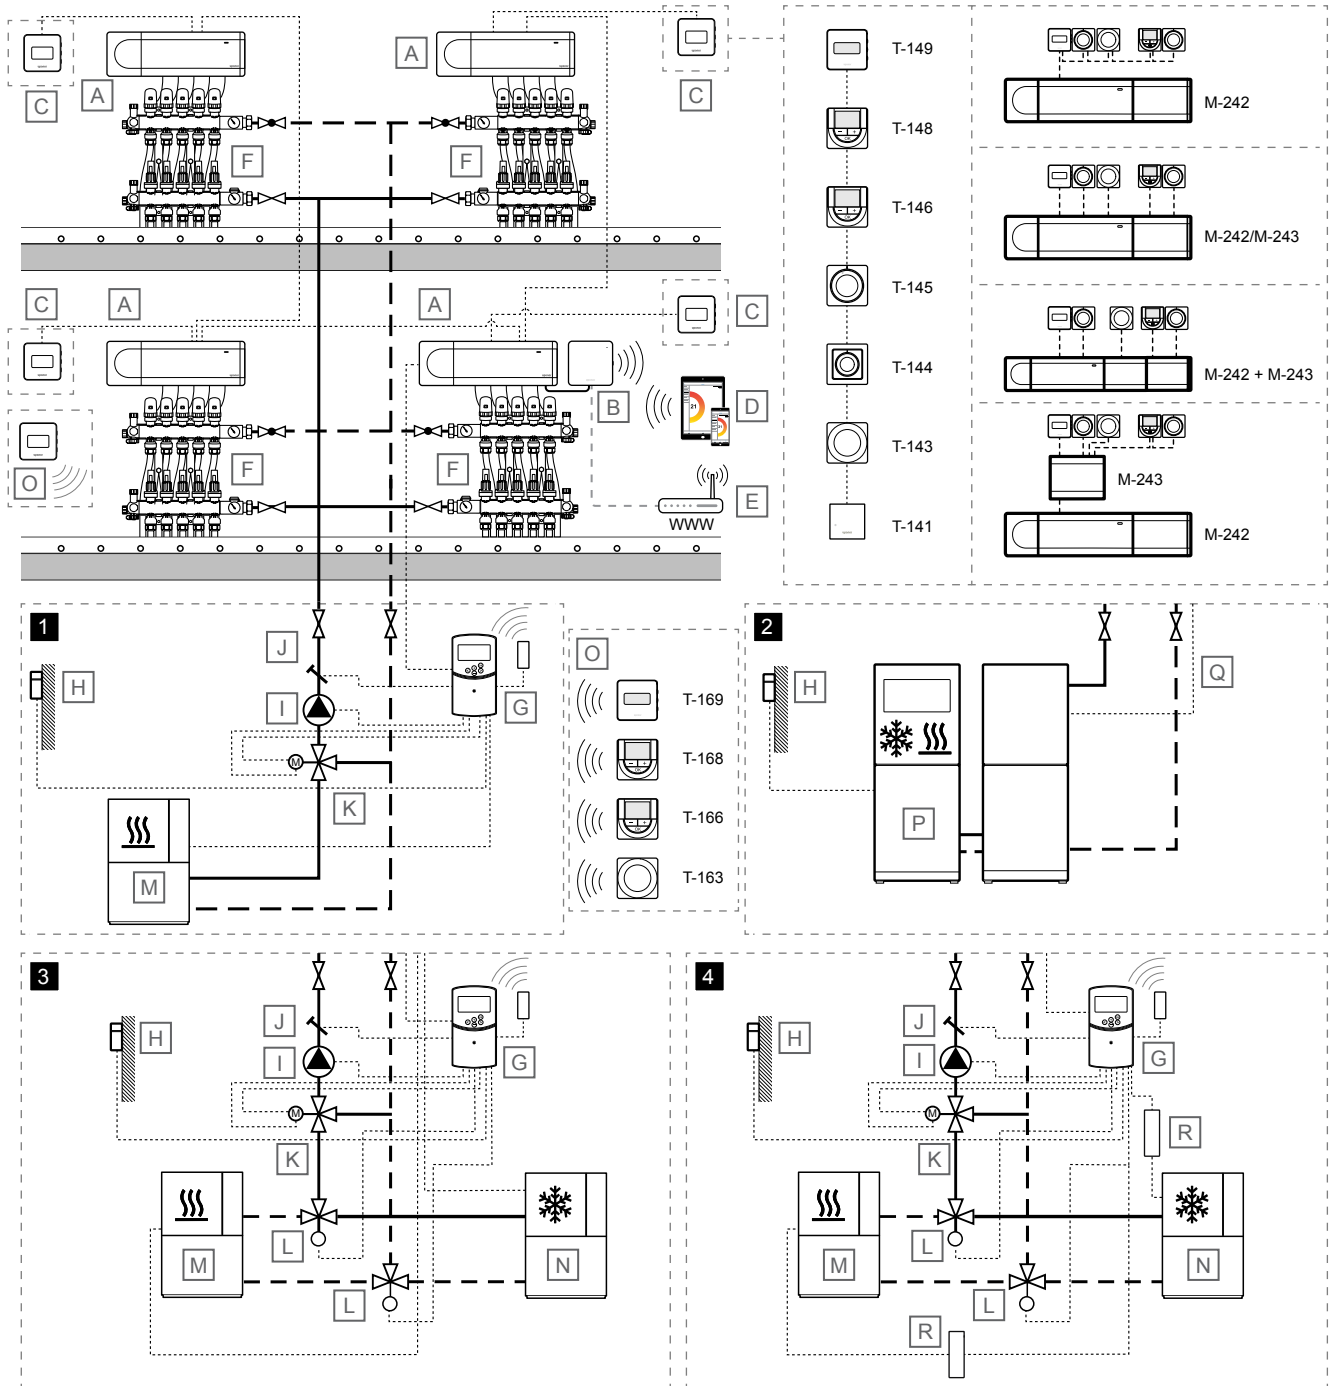 C
A
A
C
F
F
C
A
A
C
B
D
O
F
F
E
WWW
21
T-149
T-148
T-146
T-145
T-144
T-143
T-141
M-242
M-242/M-243
M-242 + M-243
M-243
M-242
1
J
H
I
G
M
K
M
O
T-169
T-168
T-166
T-163
2
H
Q
P
3
J
H
I
G
M
K
M
L
N
L
4
J
H
I
G
M
K
R
M
L
N
L
R